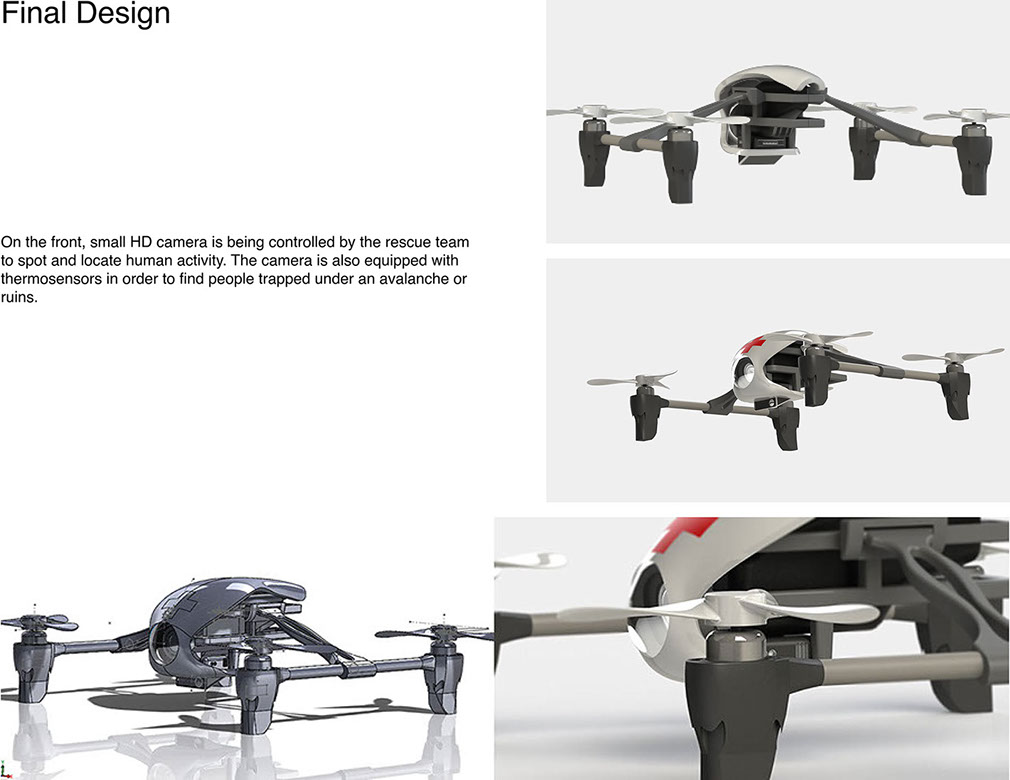 Final Design
On the front, small HD camera is being controlled by the rescue team
to spot and locate human activity. The camera is also equipped with
thermosensors in order to find people trapped under an avalanche or
ruins.